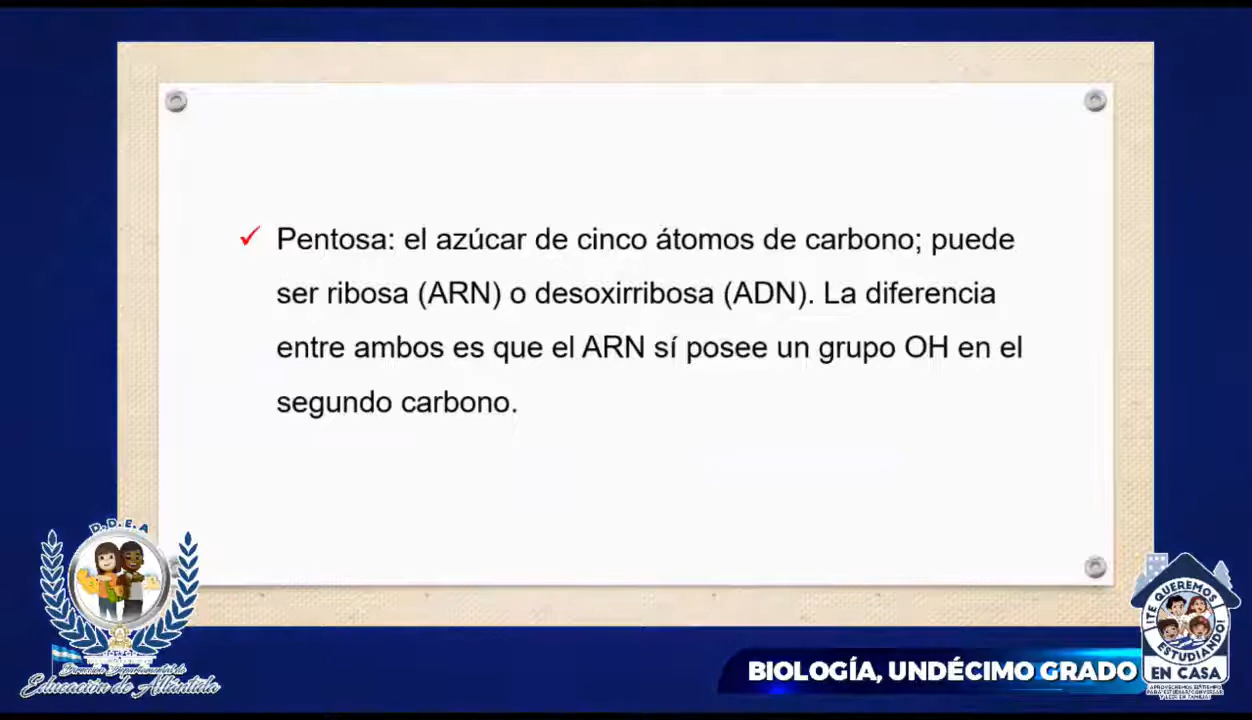 Pentosa: el azúcar de cinco átomos de carbono; puede
ser ribosa (ARN) o desoxirribosa (ADN). La diferencia
entre ambos es que el ARN sí posee un grupo OH en el
segundo carbono.
D.D.E.A
Dirección Departamental de
Educación de Atlántida
BIOLOGÍA, UNDÉCIMO GRADO
¡TE QUEREMOS
ESTUDIANDO!
EN CASA